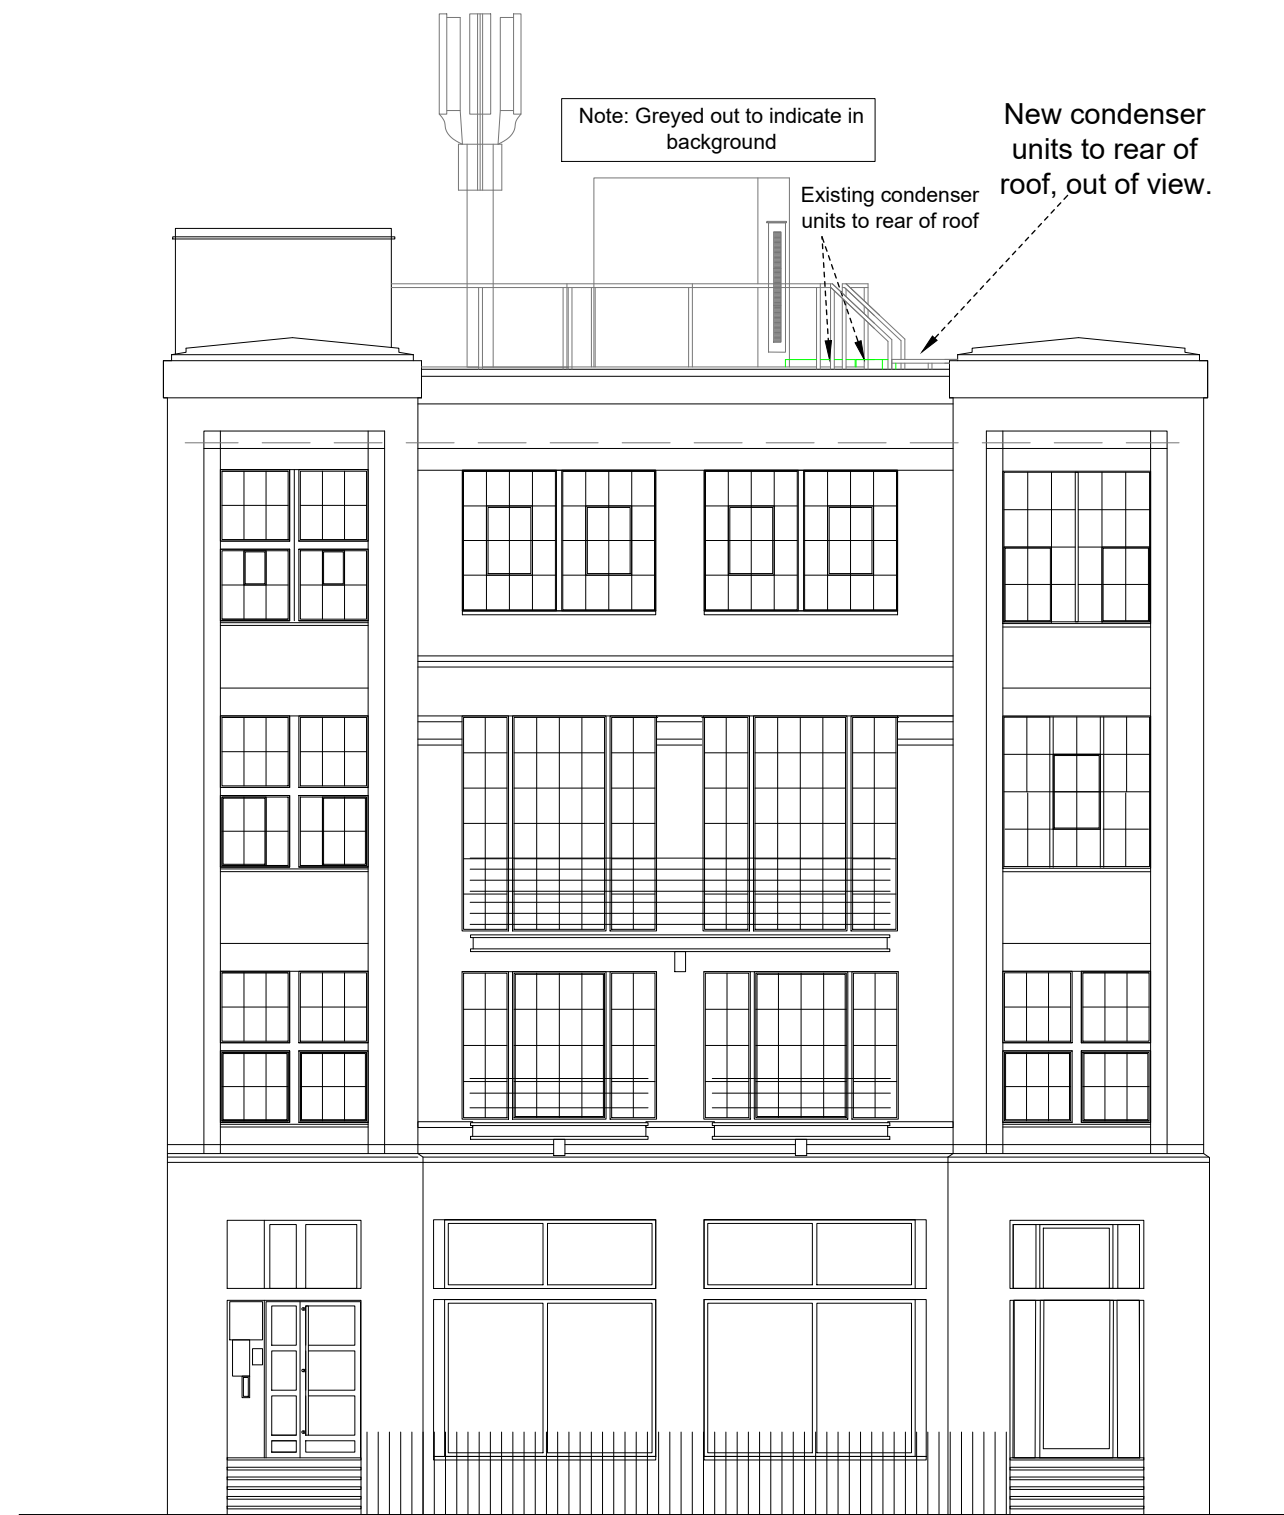 Note: Greyed out to indicate in
background
New condenser
units to rear of
roof, out of view.
Existing condenser
units to rear of roof